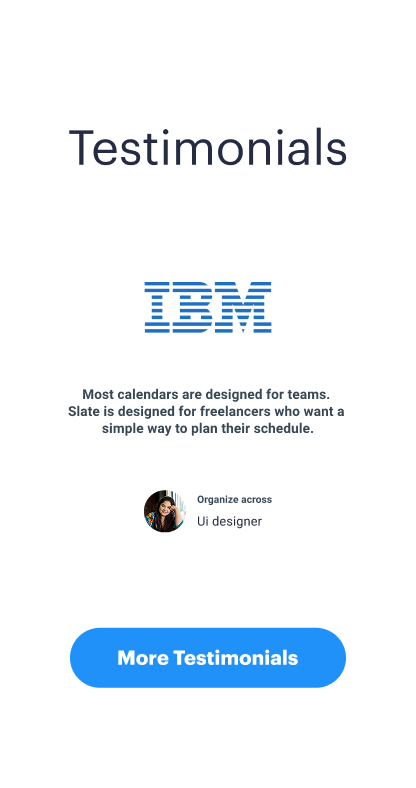 Testimonials
IBM
Most calendars are designed for teams.
Slate is designed for freelancers who want a
simple way to plan their schedule.
Organize across
Ui designer
More Testimonials